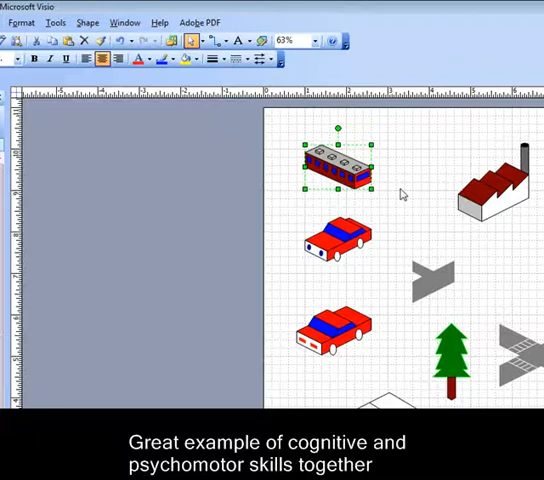 Microsoft Visio
Format Tools Shape Window Help Adobe PDF
63%
B I U A
Great example of cognitive and
psychomotor skills together